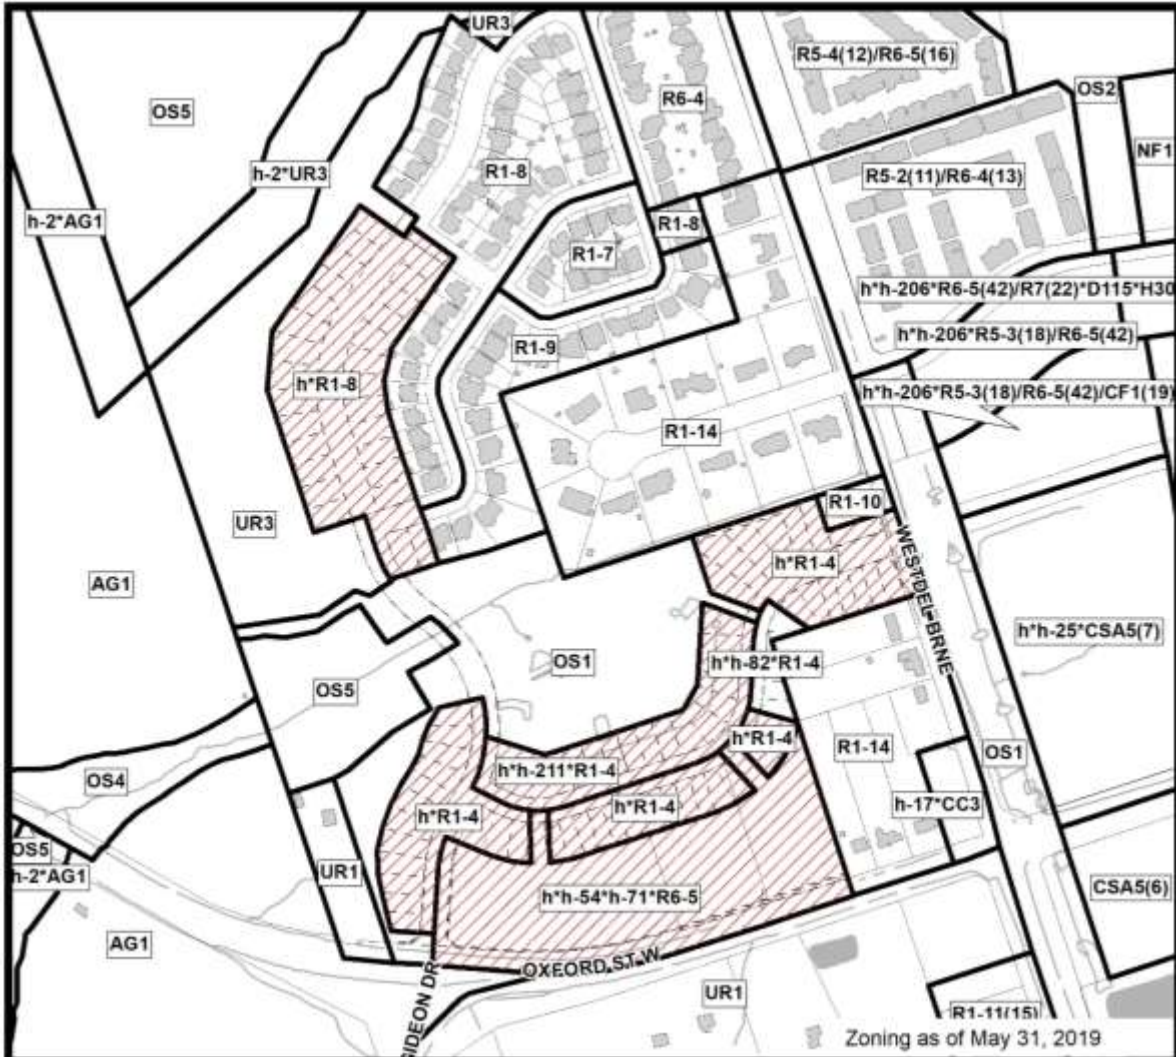 UR3
R5-4(12)/R6-5(16)
OS2
OS5
R6-4
NF1
h-2*UR3
R1-8
R5-2(11)/R6-4(13)
h-2*AG1
R1-8
R1-7
h*h-206*R6-5(42)/R7(22)*D115*H30
h*h-206*R5-3(18)/R6-5(42)
R1-9
h*R1-8
h*h-206*R5-3(18)/R6-5(42)/CF1(19)
R1-14
R1-10
UR3
WESTDEL BRNE
h*R1-4
AG1
h*h-25*CSA5(7)
OS1
h*h-82*R1-4
OS5
h*R1-4
R1-14
OS1
h*h-211*R1-4
OS4
h*R1-4
h*R1-4
h-17*CC3
OS5
h-2*AG1
UR1
h*h-54*h-71*R6-5
CSA5(6)
AG1
OXFORD ST W
GIDEON DR
UR1
R1-11(15)
Zoning as of May 31, 2019